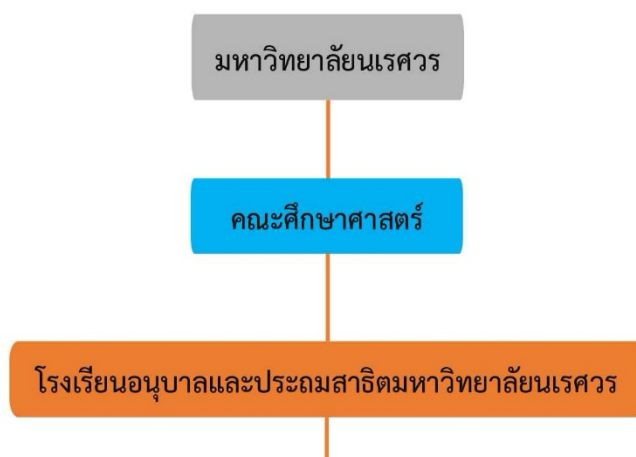 มหาวิทยาลัยนเรศวร
คณะศึกษาศาสตร์
โรงเรียนอนุบาลและประถมสาธิตมหาวิทยาลัยนเรศวร